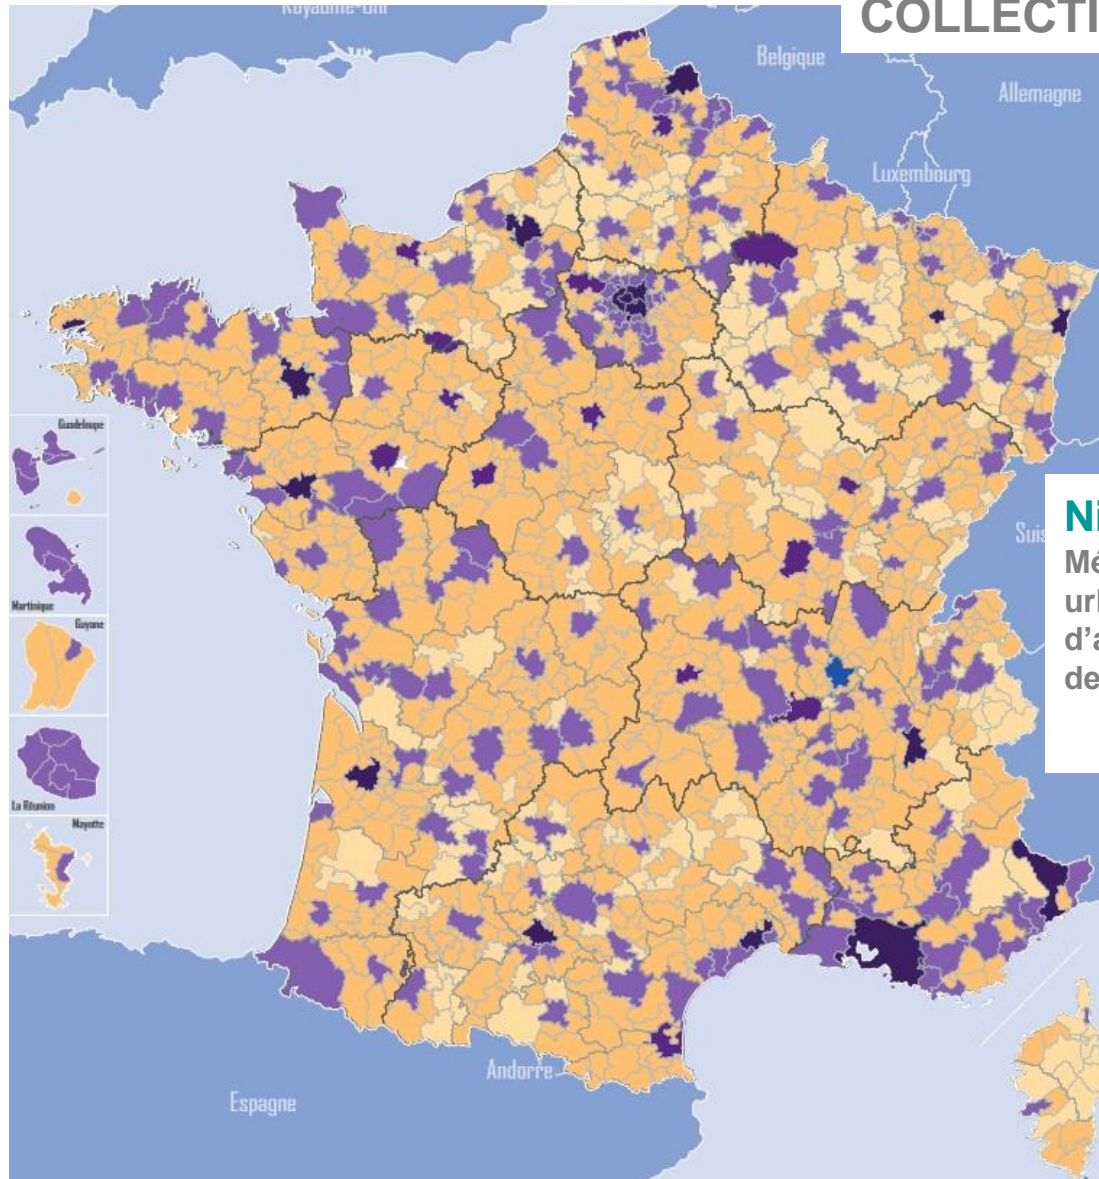 COLLECTI
Royaume-Uni
Belgique
Allemagne
Luxembourg
Guadeloupe
Martinique
Guyane
La Réunion
Mayotte
Suis
Ni
Mé
url
d'a
de
Andorre
Espagne